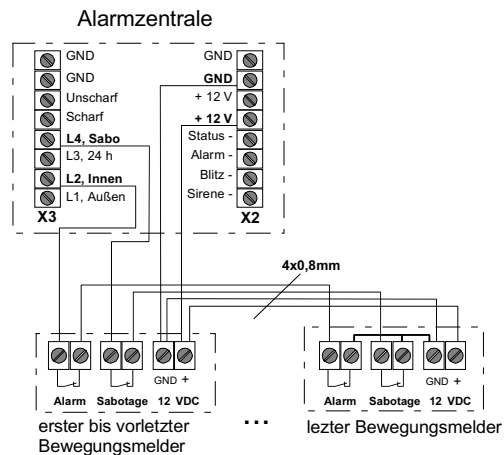 Alarmzentrale
GND
GND
Unscharf
Scharf
L4, Sabo
L3, 24 h
L2, Innen
L1, Außen
X3
GND
GND
+ 12 V
+ 12 V
Status -
Alarm -
Blitz -
Sirene -
X2
4x0,8mm
GND +
Alarm Sabotage 12 VDC
erster bis vorletzter
Bewegungsmelder
...
GND +
Alarm Sabotage 12 VDC
lezter Bewegungsmelder